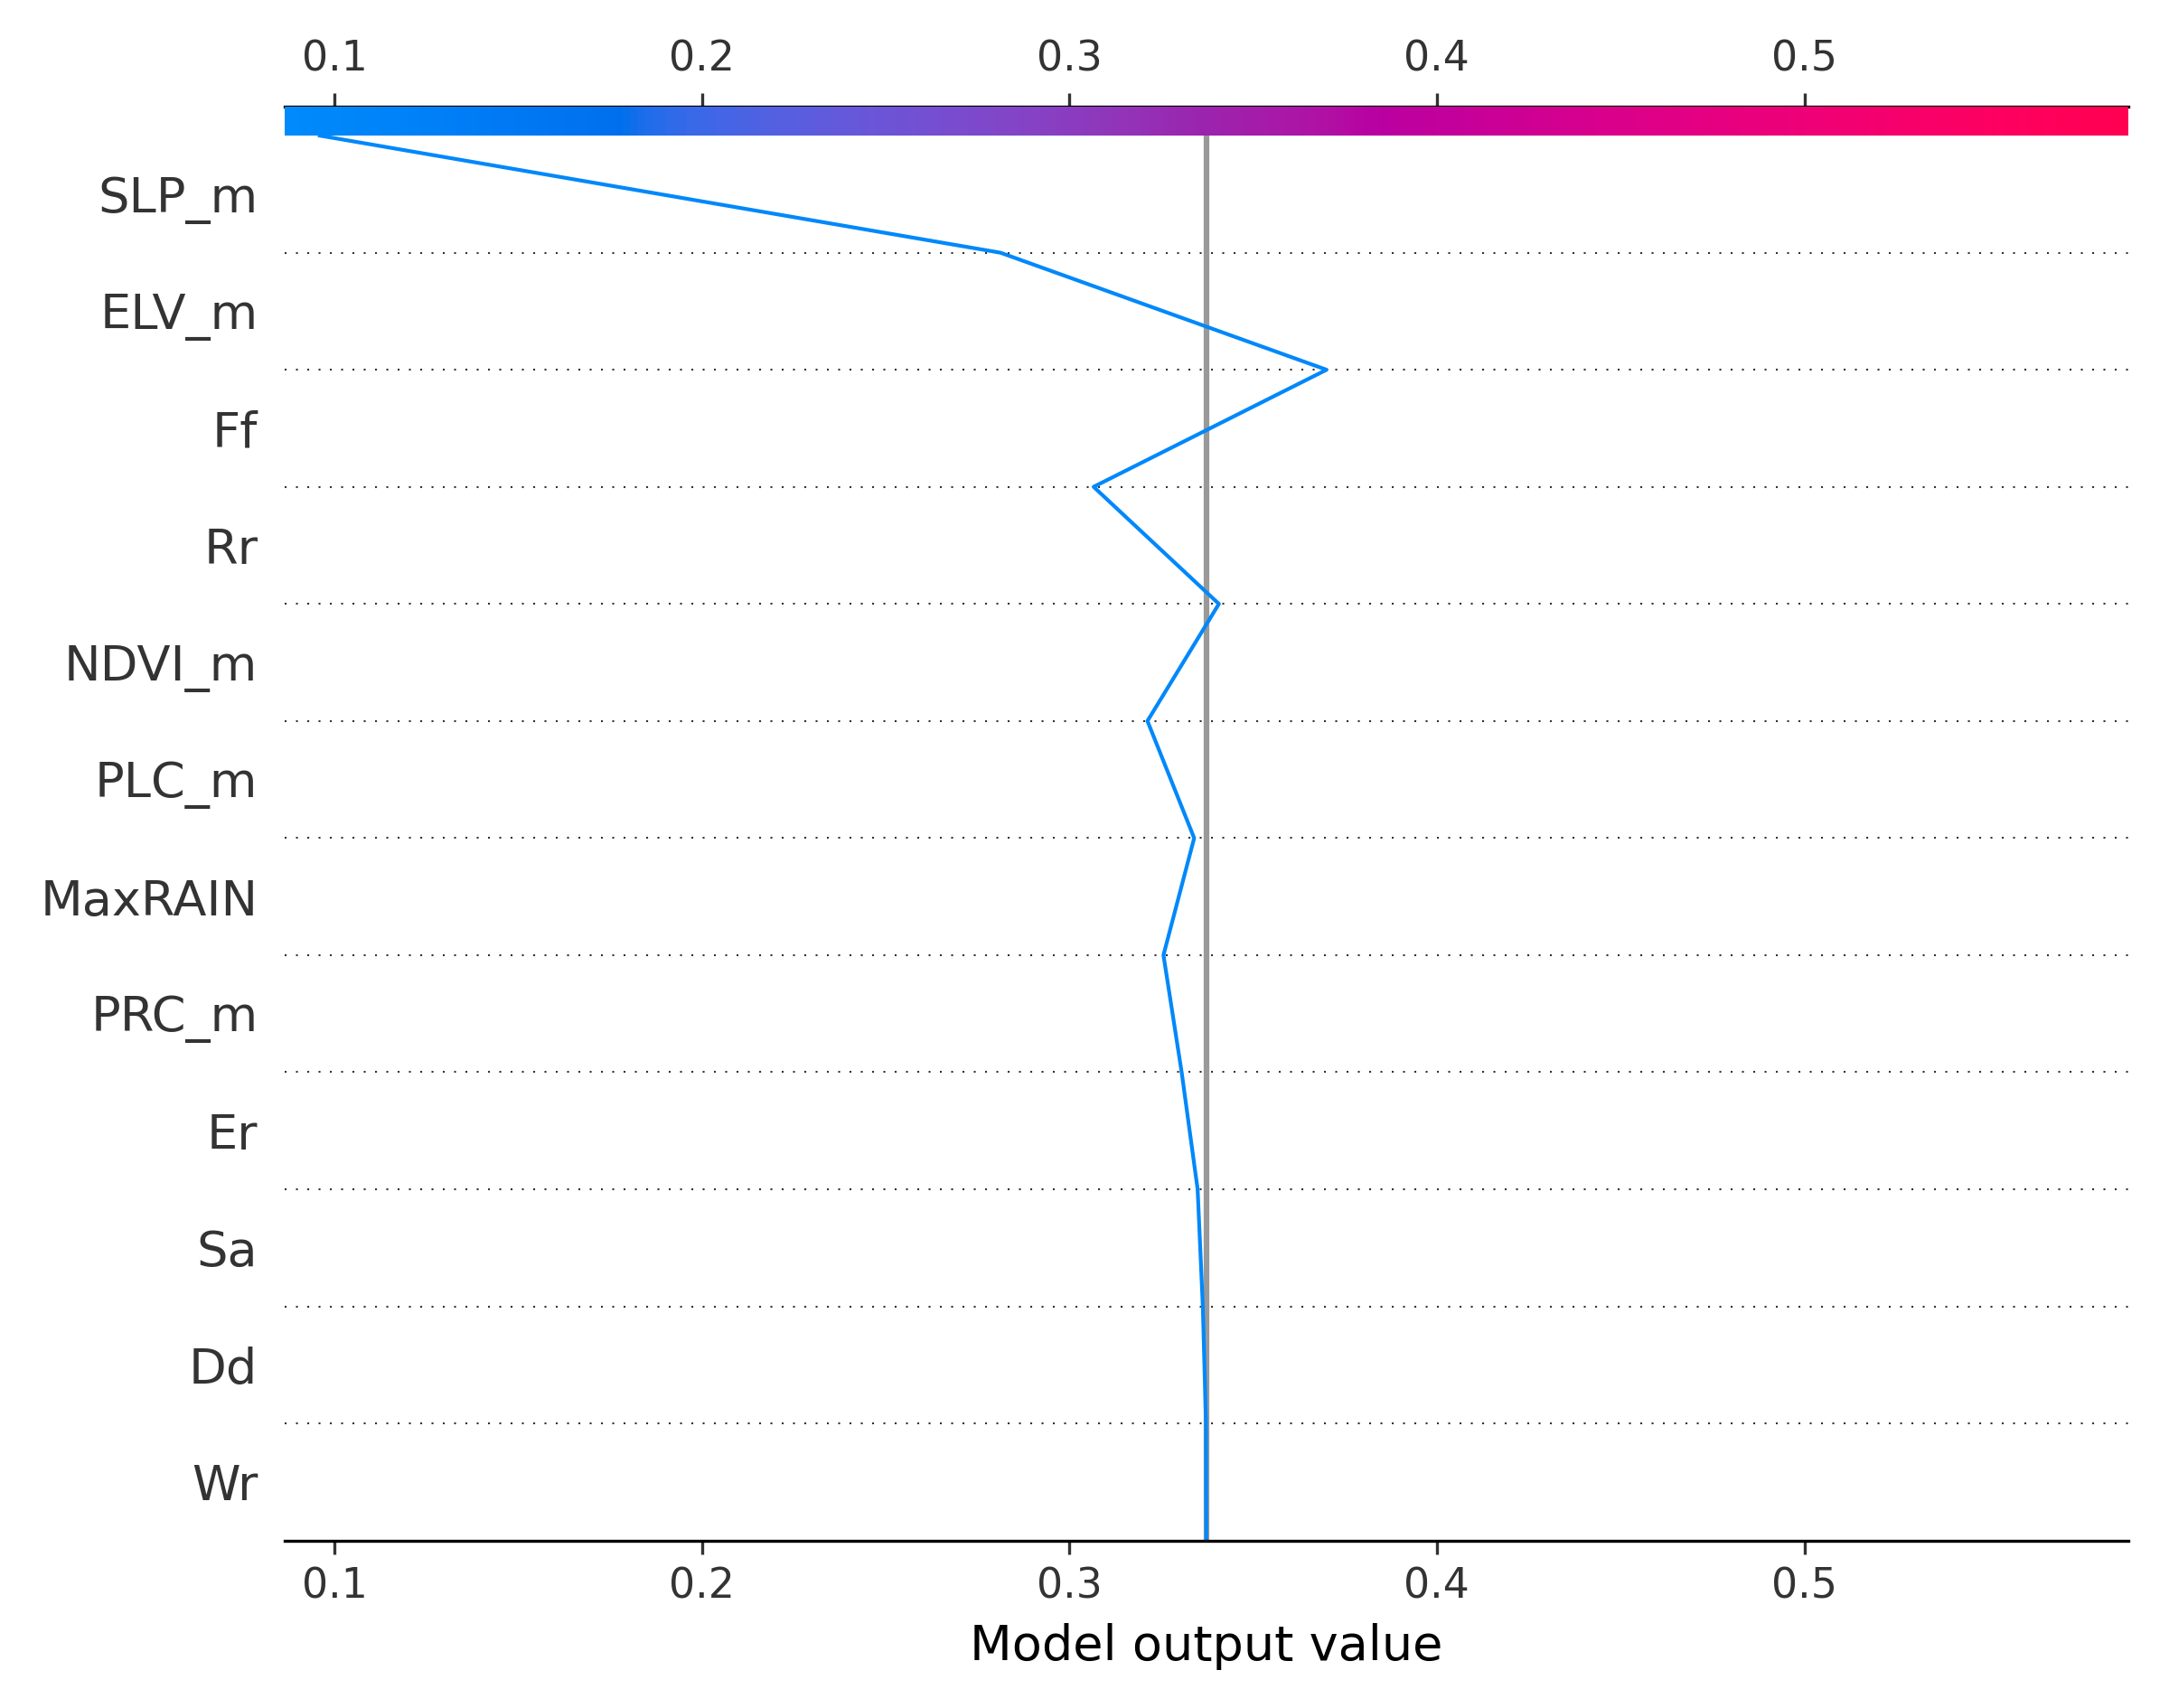 0.1 0.2 0.3 0.4 0.5
SLP_m
ELV_m
Ff
Rr
NDVI_m
PLC_m
MaxRAIN
PRC_m
Er
Sa
Dd
Wr
0.1 0.2 0.3 0.4 0.5
Model output value